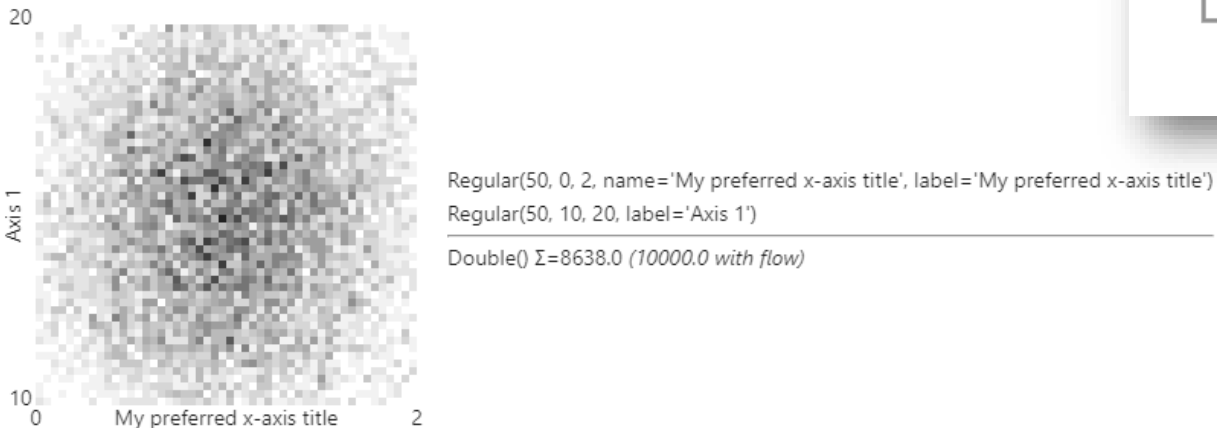 20
Axis 1
10
0 My preferred x-axis title 2
Regular(50, 0, 2, name='My preferred x-axis title', label='My preferred x-axis title')
Regular(50, 10, 20, label='Axis 1')
Double() Σ=8638.0 (10000.0 with flow)